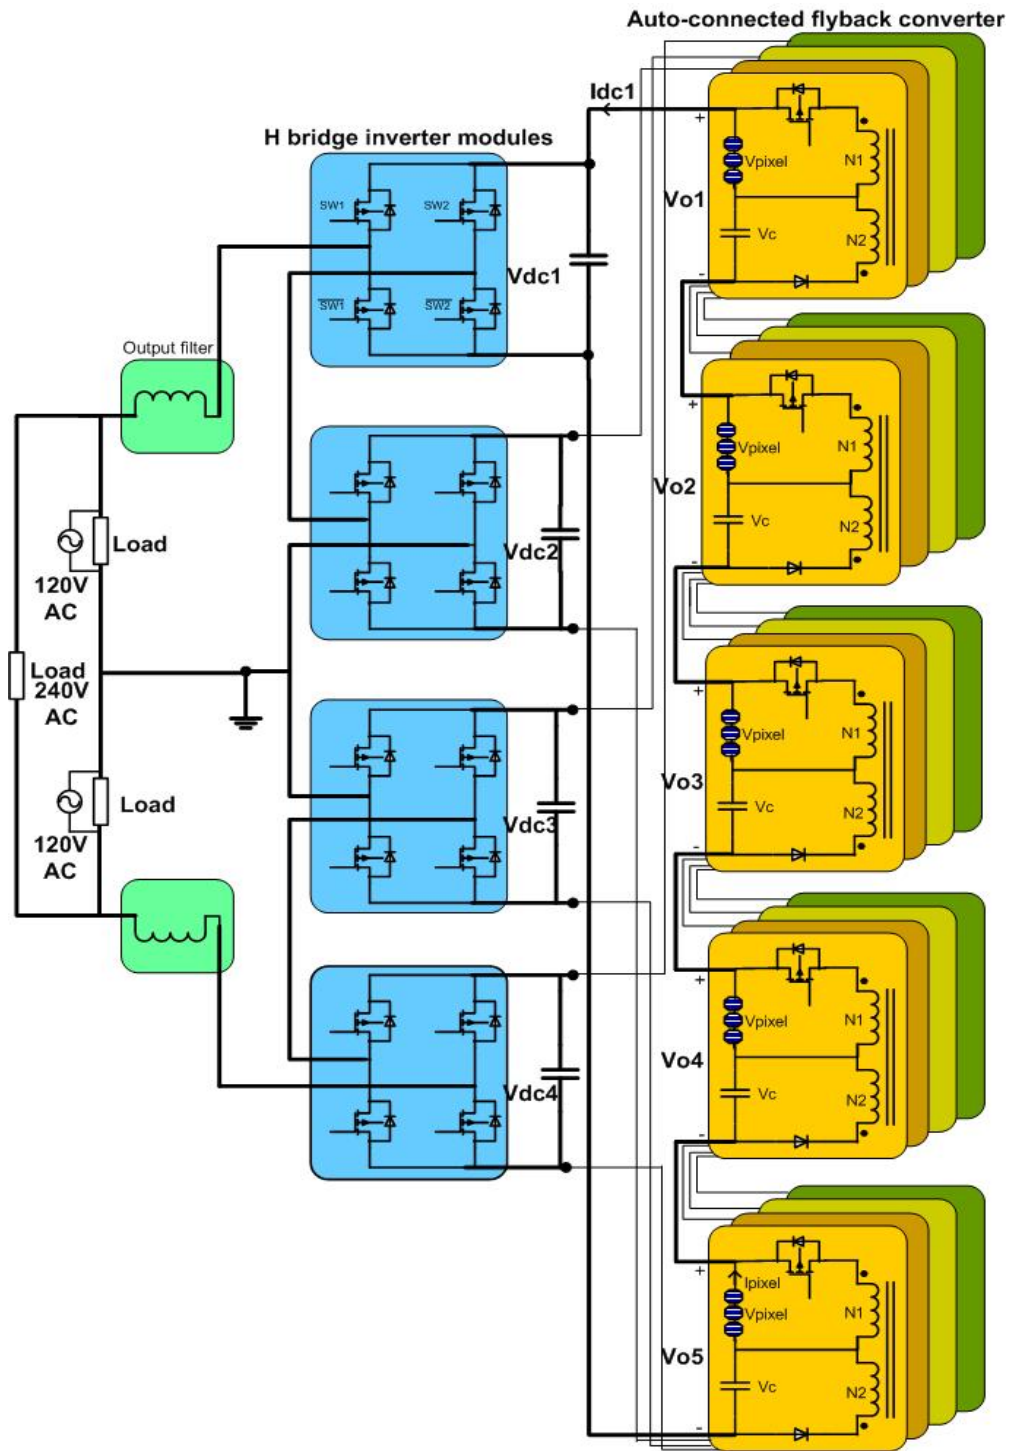 Auto-connected flyback converter
Idc1
H bridge inverter modules
+
Vpixel
N1
Vo1
Vc
N2
-
SW1
SW2
Vdc1
SW1
SW2
Output filter
+
Vpixel
N1
Vo2
Vc
N2
-
Vdc2
Load
120V
AC
Load
240V
AC
+
Vpixel
N1
Vo3
Vc
N2
-
Vdc3
Load
120V
AC
+
Vpixel
N1
Vo4
Vc
N2
-
Vdc4
+
Ipixel
Vpixel
N1
Vo5
Vc
N2
-